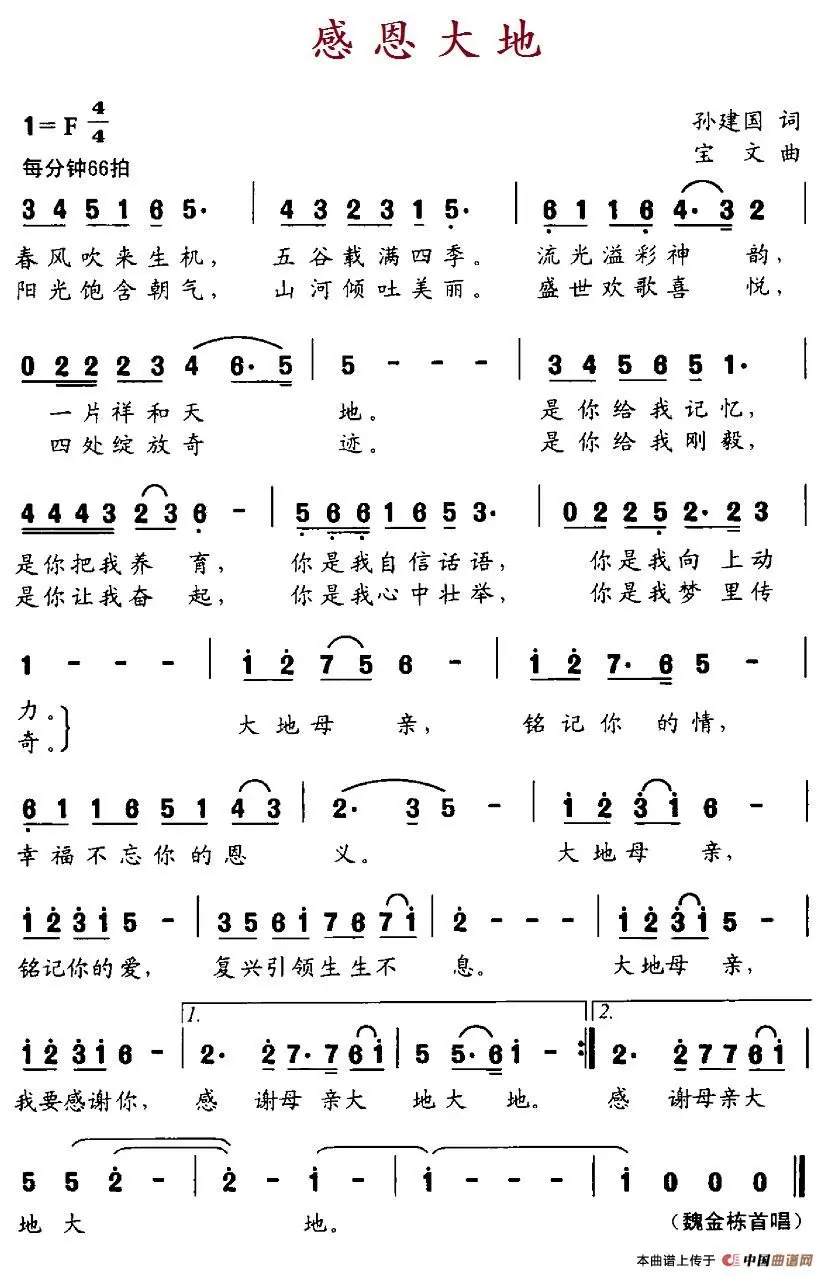 感恩大地
1=F 4/4
孙建国 词
每分钟66拍
宝 文 曲
3 4 5 1 6 5· | 4 3 2 3 1 5· | 6 1 1 6 4· 3 2
春风吹来生机， 五谷载满四季。 流光溢彩神 韵，
阳光饱含朝气， 山河倾吐美丽。 盛世欢歌喜 悦，
0 2 2 2 3 4 6· 5 | 5 - - - | 3 4 5 6 5 1·
一片祥和天 地。 是你给我记忆，
四处绽放奇 迹。 是你给我刚毅，
4 4 4 3 2 3 6 - | 5 6 6 1 6 5 3· | 0 2 2 5 2· 2 3
是你把我养 育， 你是我自信话语， 你是我向 上动
是你让我奋 起， 你是我心中壮举， 你是我梦 里传
1 - - - | 1 2 7 5 6 - | 1 2 7· 6 5 -
力。 大地母 亲， 铭记你 的情，
奇。
6 1 1 6 5 1 4 3 | 2· 3 5 - | 1 2 3 1 6 -
幸福不忘你的恩 义。 大地母 亲，
1 2 3 1 5 - | 3 5 6 1 7 6 7 1 | 2 - - | 1 2 3 1 5 -
铭记你的爱， 复兴引领生生不 息。 大地母 亲，
1. 2.
1 2 3 1 6 - | 2· 2 7· 7 6 1 | 5 5· 6 1 - :| 2· 2 7 7 6 1
我要感谢你， 感 谢母 亲大 地大 地。 感 谢母亲大
5 5 2 - | 2 - 1 - | 1 - - - | 1 0 0 0
地大 地。 （魏金栋首唱）
本曲谱上传于 中国曲谱网